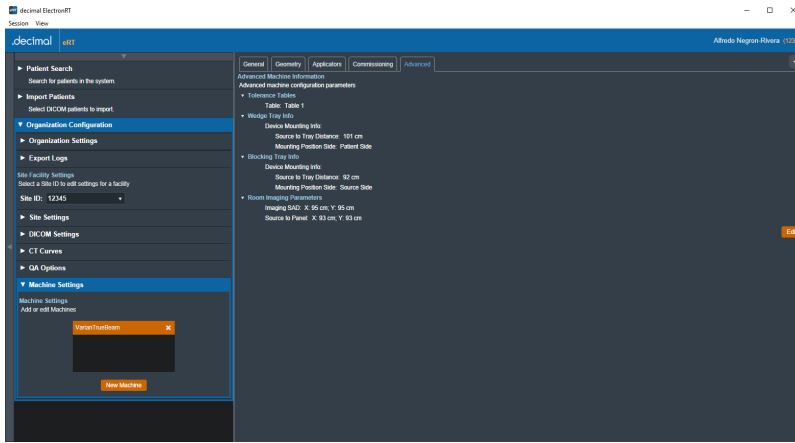 decimal ElectronRT
Session View
.decimal eRT
Alfredo Negron-Rivera (123
Patient Search
Search for patients in the system.
Import Patients
Select DICOM patients to import.
Organization Configuration
Organization Settings
Export Logs
Site Facility Settings
Select a Site ID to edit settings for a facility
Site ID: 12345
Site Settings
DICOM Settings
CT Curves
QA Options
Machine Settings
Machine Settings
Add or edit Machines
VarianTrueBeam
New Machine
General Geometry Applicators Commissioning Advanced
Advanced Machine Information
Advanced machine configuration parameters
Tolerance Tables
Table: Table 1
Wedge Tray Info
Device Mounting Info:
Source to Tray Distance: 101 cm
Mounting Position Side: Patient Side
Blocking Tray Info
Device Mounting Info:
Source to Tray Distance: 92 cm
Mounting Position Side: Source Side
Room Imaging Parameters
Imaging SAD: X: 95 cm; Y: 95 cm
Source to Panel: X: 93 cm; Y: 93 cm
Edi